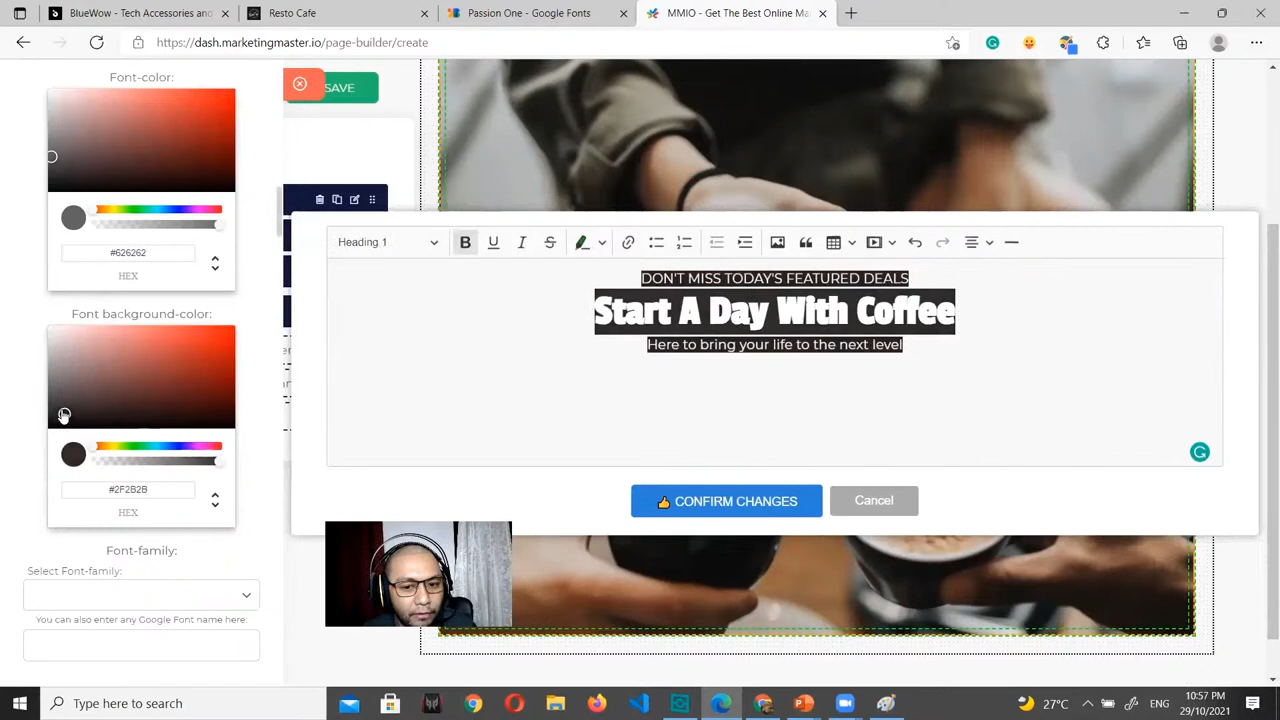 BlueWow - Tech Accessories and
Resto Cafe
Passion One - Google Fonts
MMIO - Get The Best Online Ma
https://dash.marketingmaster.io/page-builder/create
Font-color:
SAVE
#626262
HEX
Font background-color:
#2F2B2B
HEX
Font-family:
Select Font-family:
You can also enter any Google Font name here:
Heading 1
DON'T MISS TODAY'S FEATURED DEALS
Start A Day With Coffee
Here to bring your life to the next level
👍 CONFIRM CHANGES
Cancel
Type here to search
27°C
ENG
10:57 PM
29/10/2021